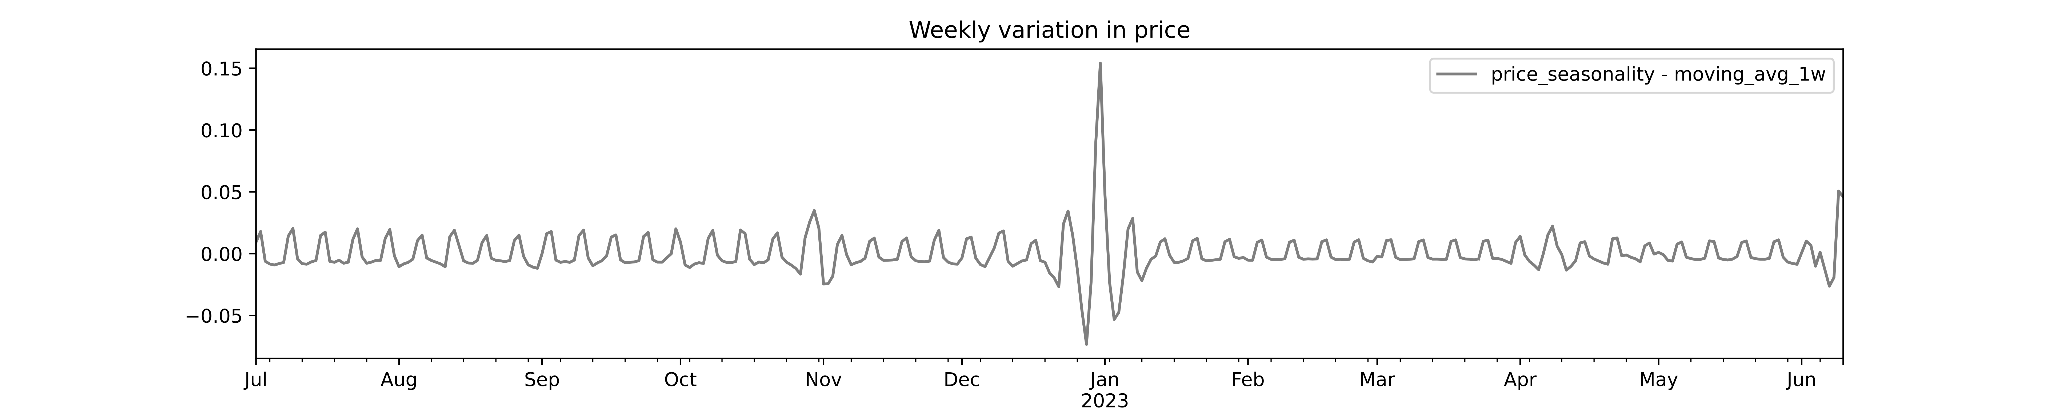 Weekly variation in price
price_seasonality - moving_avg_1w
0.15
0.10
0.05
0.00
−0.05
Jul Aug Sep Oct Nov Dec Jan Feb Mar Apr May Jun
2023